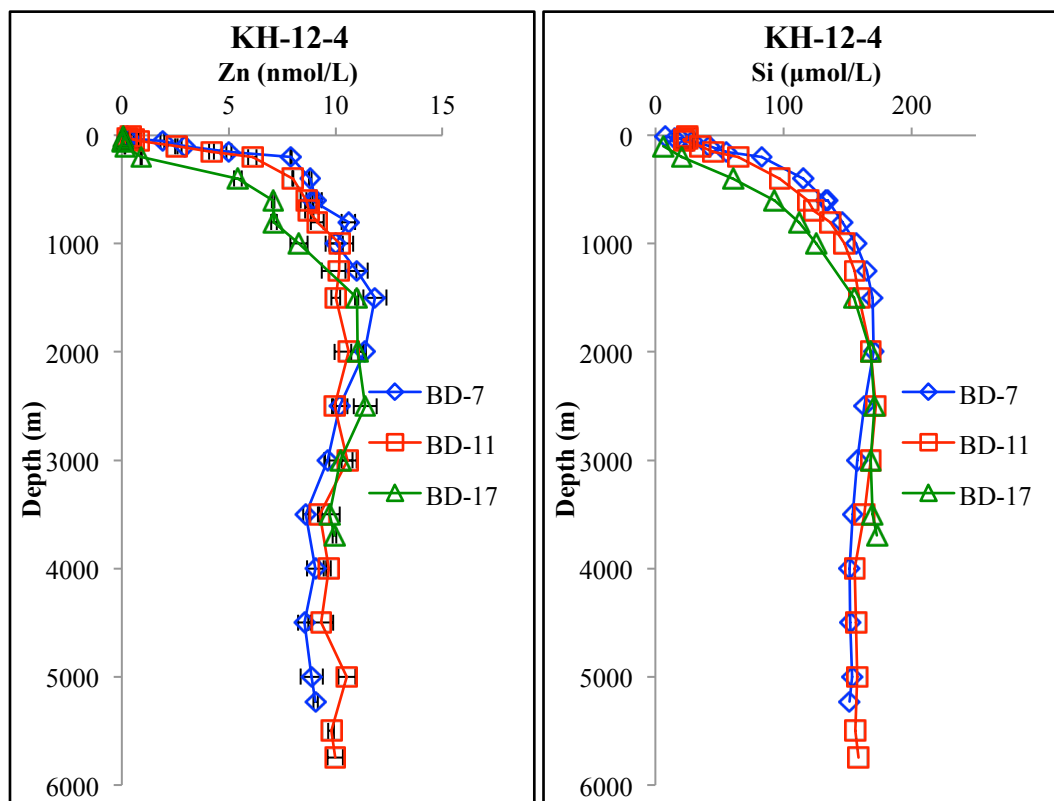 KH-12-4
Zn (nmol/L)
0 5 10 15
0
1000
2000
3000
4000
5000
6000
Depth (m)
BD-7
BD-11
BD-17
KH-12-4
Si (μmol/L)
0 100 200
0
1000
2000
3000
4000
5000
6000
Depth (m)
BD-7
BD-11
BD-17